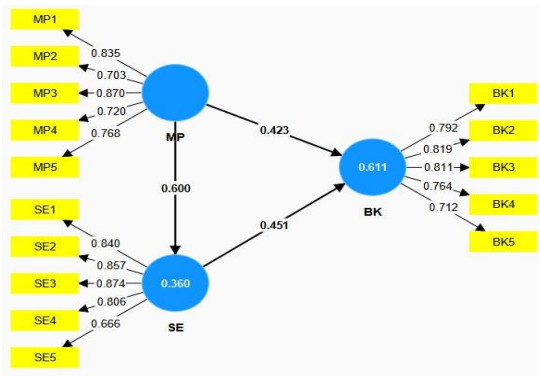 MP1
MP2
MP3
MP4
MP5
0.835
0.703
0.870
0.720
0.768
MP
0.423
0.600
0.451
SE1
SE2
SE3
SE4
SE5
0.840
0.857
0.874
0.806
0.666
0.360
SE
0.611
BK
0.792
0.819
0.811
0.764
0.712
BK1
BK2
BK3
BK4
BK5